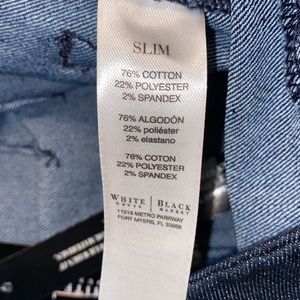 SLIM
76% COTTON
22% POLYESTER
2% SPANDEX
76% ALGODÓN
22% poliéster
2% elastano
76% COTON
22% POLYESTER
2% SPANDEX
WHITE HOUSE | BLACK MARKET
11215 METRO PARKWAY
FORT MYERS, FL 33966